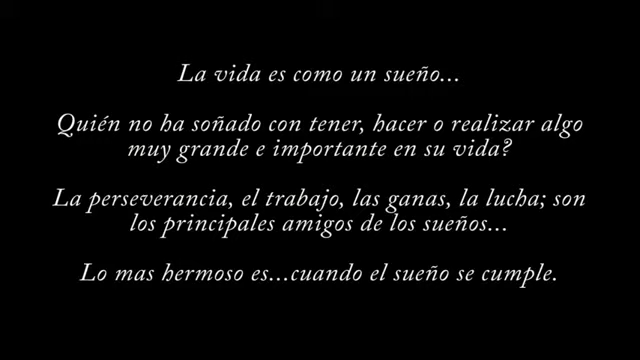 La vida es como un sueño...
Quién no ha soñado con tener, hacer o realizar algo
muy grande e importante en su vida?
La perseverancia, el trabajo, las ganas, la lucha; son
los principales amigos de los sueños...
Lo mas hermoso es...cuando el sueño se cumple.